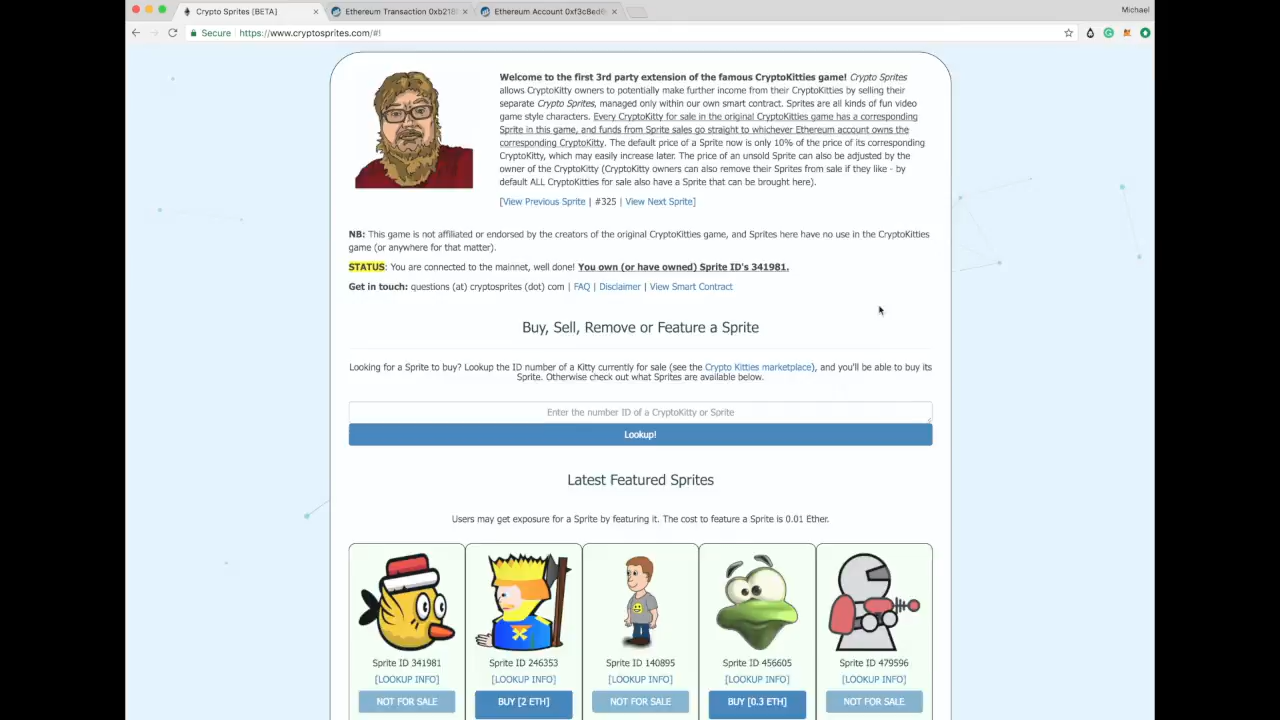 Crypto Sprites [BETA]
Ethereum Transaction 0xb218
Ethereum Account 0xf3c8ed
Michael
Secure
https://www.cryptosprites.com/#!
Welcome to the first 3rd party extension of the famous CryptoKitties game! Crypto Sprites
allows CryptoKitty owners to potentially make further income from their CryptoKitties by selling their
separate Crypto Sprites, managed only within our own smart contract. Sprites are all kinds of fun video
game style characters. Every CryptoKitty for sale in the original CryptoKitties game has a corresponding
Sprite in this game, and funds from Sprite sales go straight to whichever Ethereum account owns the
corresponding CryptoKitty. The default price of a Sprite now is only 10% of the price of its corresponding
CryptoKitty, which may easily increase later. The price of an unsold Sprite can also be adjusted by the
owner of the CryptoKitty (CryptoKitty owners can also remove their Sprites from sale if they like - by
default ALL CryptoKitties for sale also have a Sprite that can be brought here).
[View Previous Sprite | #325 | View Next Sprite]
NB: This game is not affiliated or endorsed by the creators of the original CryptoKitties game, and Sprites here have no use in the CryptoKitties
game (or anywhere for that matter).
STATUS: You are connected to the mainnet, well done! You own (or have owned) Sprite ID's 341981.
Get in touch: questions (at) cryptosprites (dot) com | FAQ | Disclaimer | View Smart Contract
Buy, Sell, Remove or Feature a Sprite
Looking for a Sprite to buy? Lookup the ID number of a Kitty currently for sale (see the Crypto Kitties marketplace), and you'll be able to buy its
Sprite. Otherwise check out what Sprites are available below.
Enter the number ID of a CryptoKitty or Sprite
Lookup!
Latest Featured Sprites
Users may get exposure for a Sprite by featuring it. The cost to feature a Sprite is 0.01 Ether.
Sprite ID 341981
[LOOKUP INFO]
NOT FOR SALE
Sprite ID 246353
[LOOKUP INFO]
BUY [2 ETH]
Sprite ID 140895
[LOOKUP INFO]
NOT FOR SALE
Sprite ID 456605
[LOOKUP INFO]
BUY [0.3 ETH]
Sprite ID 479596
[LOOKUP INFO]
NOT FOR SALE